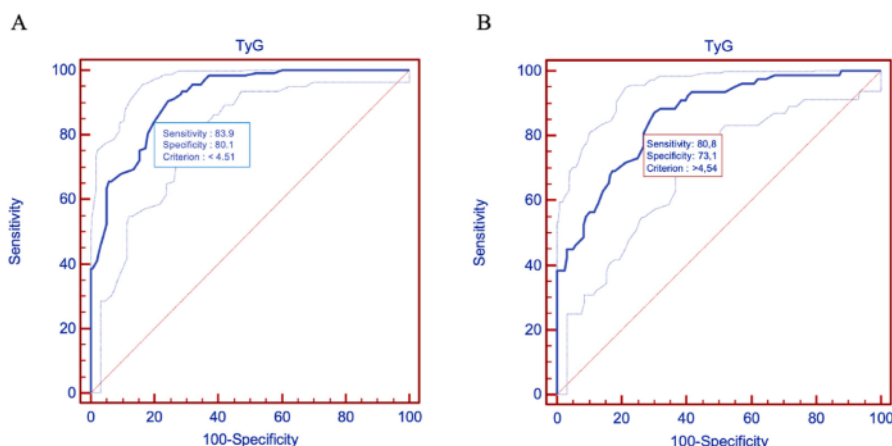 A
TyG
100
80
60
40
20
0
Sensitivity
Sensitivity : 83.9
Specificity : 80.1
Criterion : < 4.51
0 20 40 60 80 100
100-Specificity
B
TyG
100
80
60
40
20
0
Sensitivity
Sensitivity: 80,8
Specificity: 73,1
Criterion : >4,54
0 20 40 60 80 100
100-Specificity